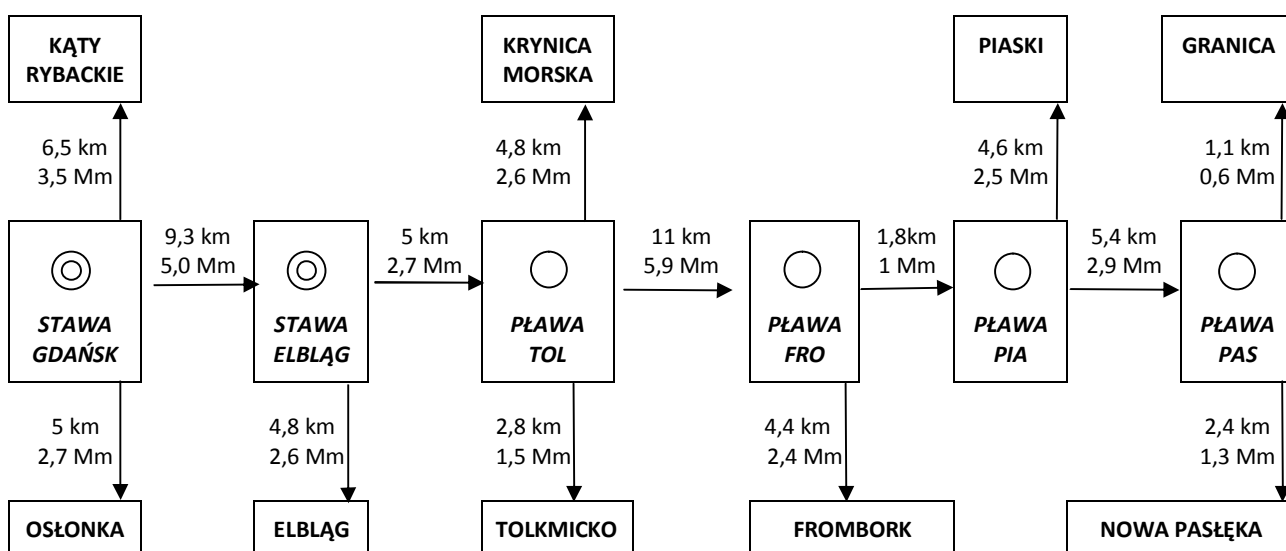 KĄTY
RYBACKIE
KRYNICA
MORSKA
PIASKI
GRANICA
6,5 km
3,5 Mm
4,8 km
2,6 Mm
4,6 km
2,5 Mm
1,1 km
0,6 Mm
9,3 km
5,0 Mm
5 km
2,7 Mm
11 km
5,9 Mm
1,8km
1 Mm
5,4 km
2,9 Mm
STAWA
GDAŃSK
STAWA
ELBLĄG
PŁAWA
TOL
PŁAWA
FRO
PŁAWA
PIA
PŁAWA
PAS
5 km
2,7 Mm
4,8 km
2,6 Mm
2,8 km
1,5 Mm
4,4 km
2,4 Mm
2,4 km
1,3 Mm
OSŁONKA
ELBLĄG
TOLKMICKO
FROMBORK
NOWA PASŁĘKA